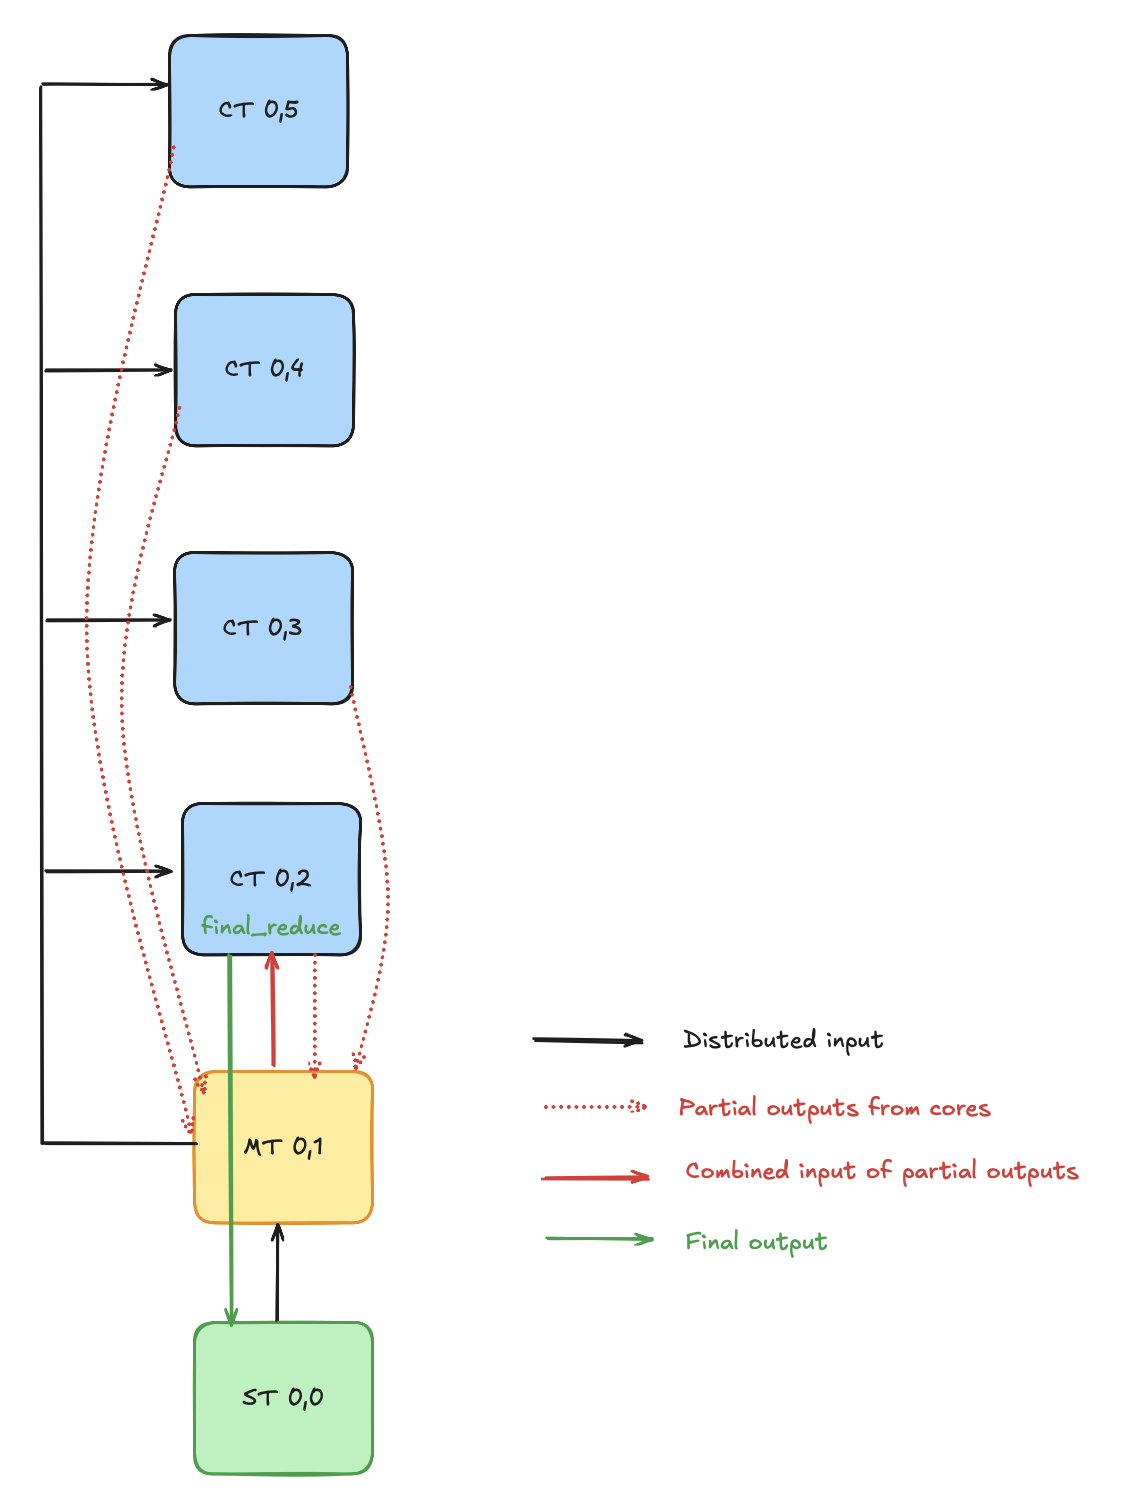 CT 0,5
CT 0,4
CT 0,3
CT 0,2
final_reduce
MT 0,1
ST 0,0
Distributed input
Partial outputs from cores
Combined input of partial outputs
Final output